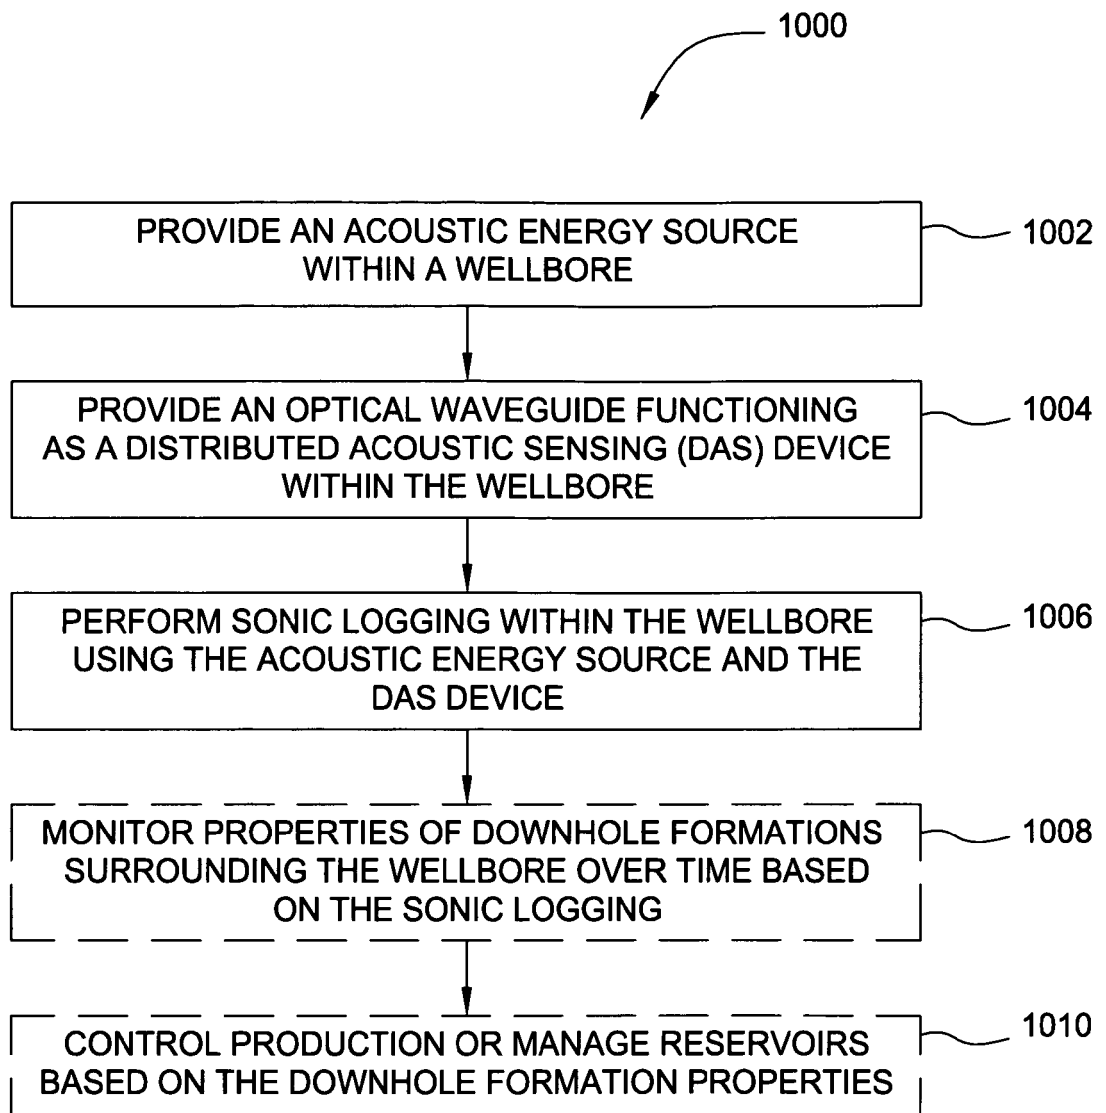 1000
PROVIDE AN ACOUSTIC ENERGY SOURCE
WITHIN A WELLBORE
1002
PROVIDE AN OPTICAL WAVEGUIDE FUNCTIONING
AS A DISTRIBUTED ACOUSTIC SENSING (DAS) DEVICE
WITHIN THE WELLBORE
1004
PERFORM SONIC LOGGING WITHIN THE WELLBORE
USING THE ACOUSTIC ENERGY SOURCE AND THE
DAS DEVICE
1006
MONITOR PROPERTIES OF DOWNHOLE FORMATIONS
SURROUNDING THE WELLBORE OVER TIME BASED
ON THE SONIC LOGGING
1008
CONTROL PRODUCTION OR MANAGE RESERVOIRS
BASED ON THE DOWNHOLE FORMATION PROPERTIES
1010